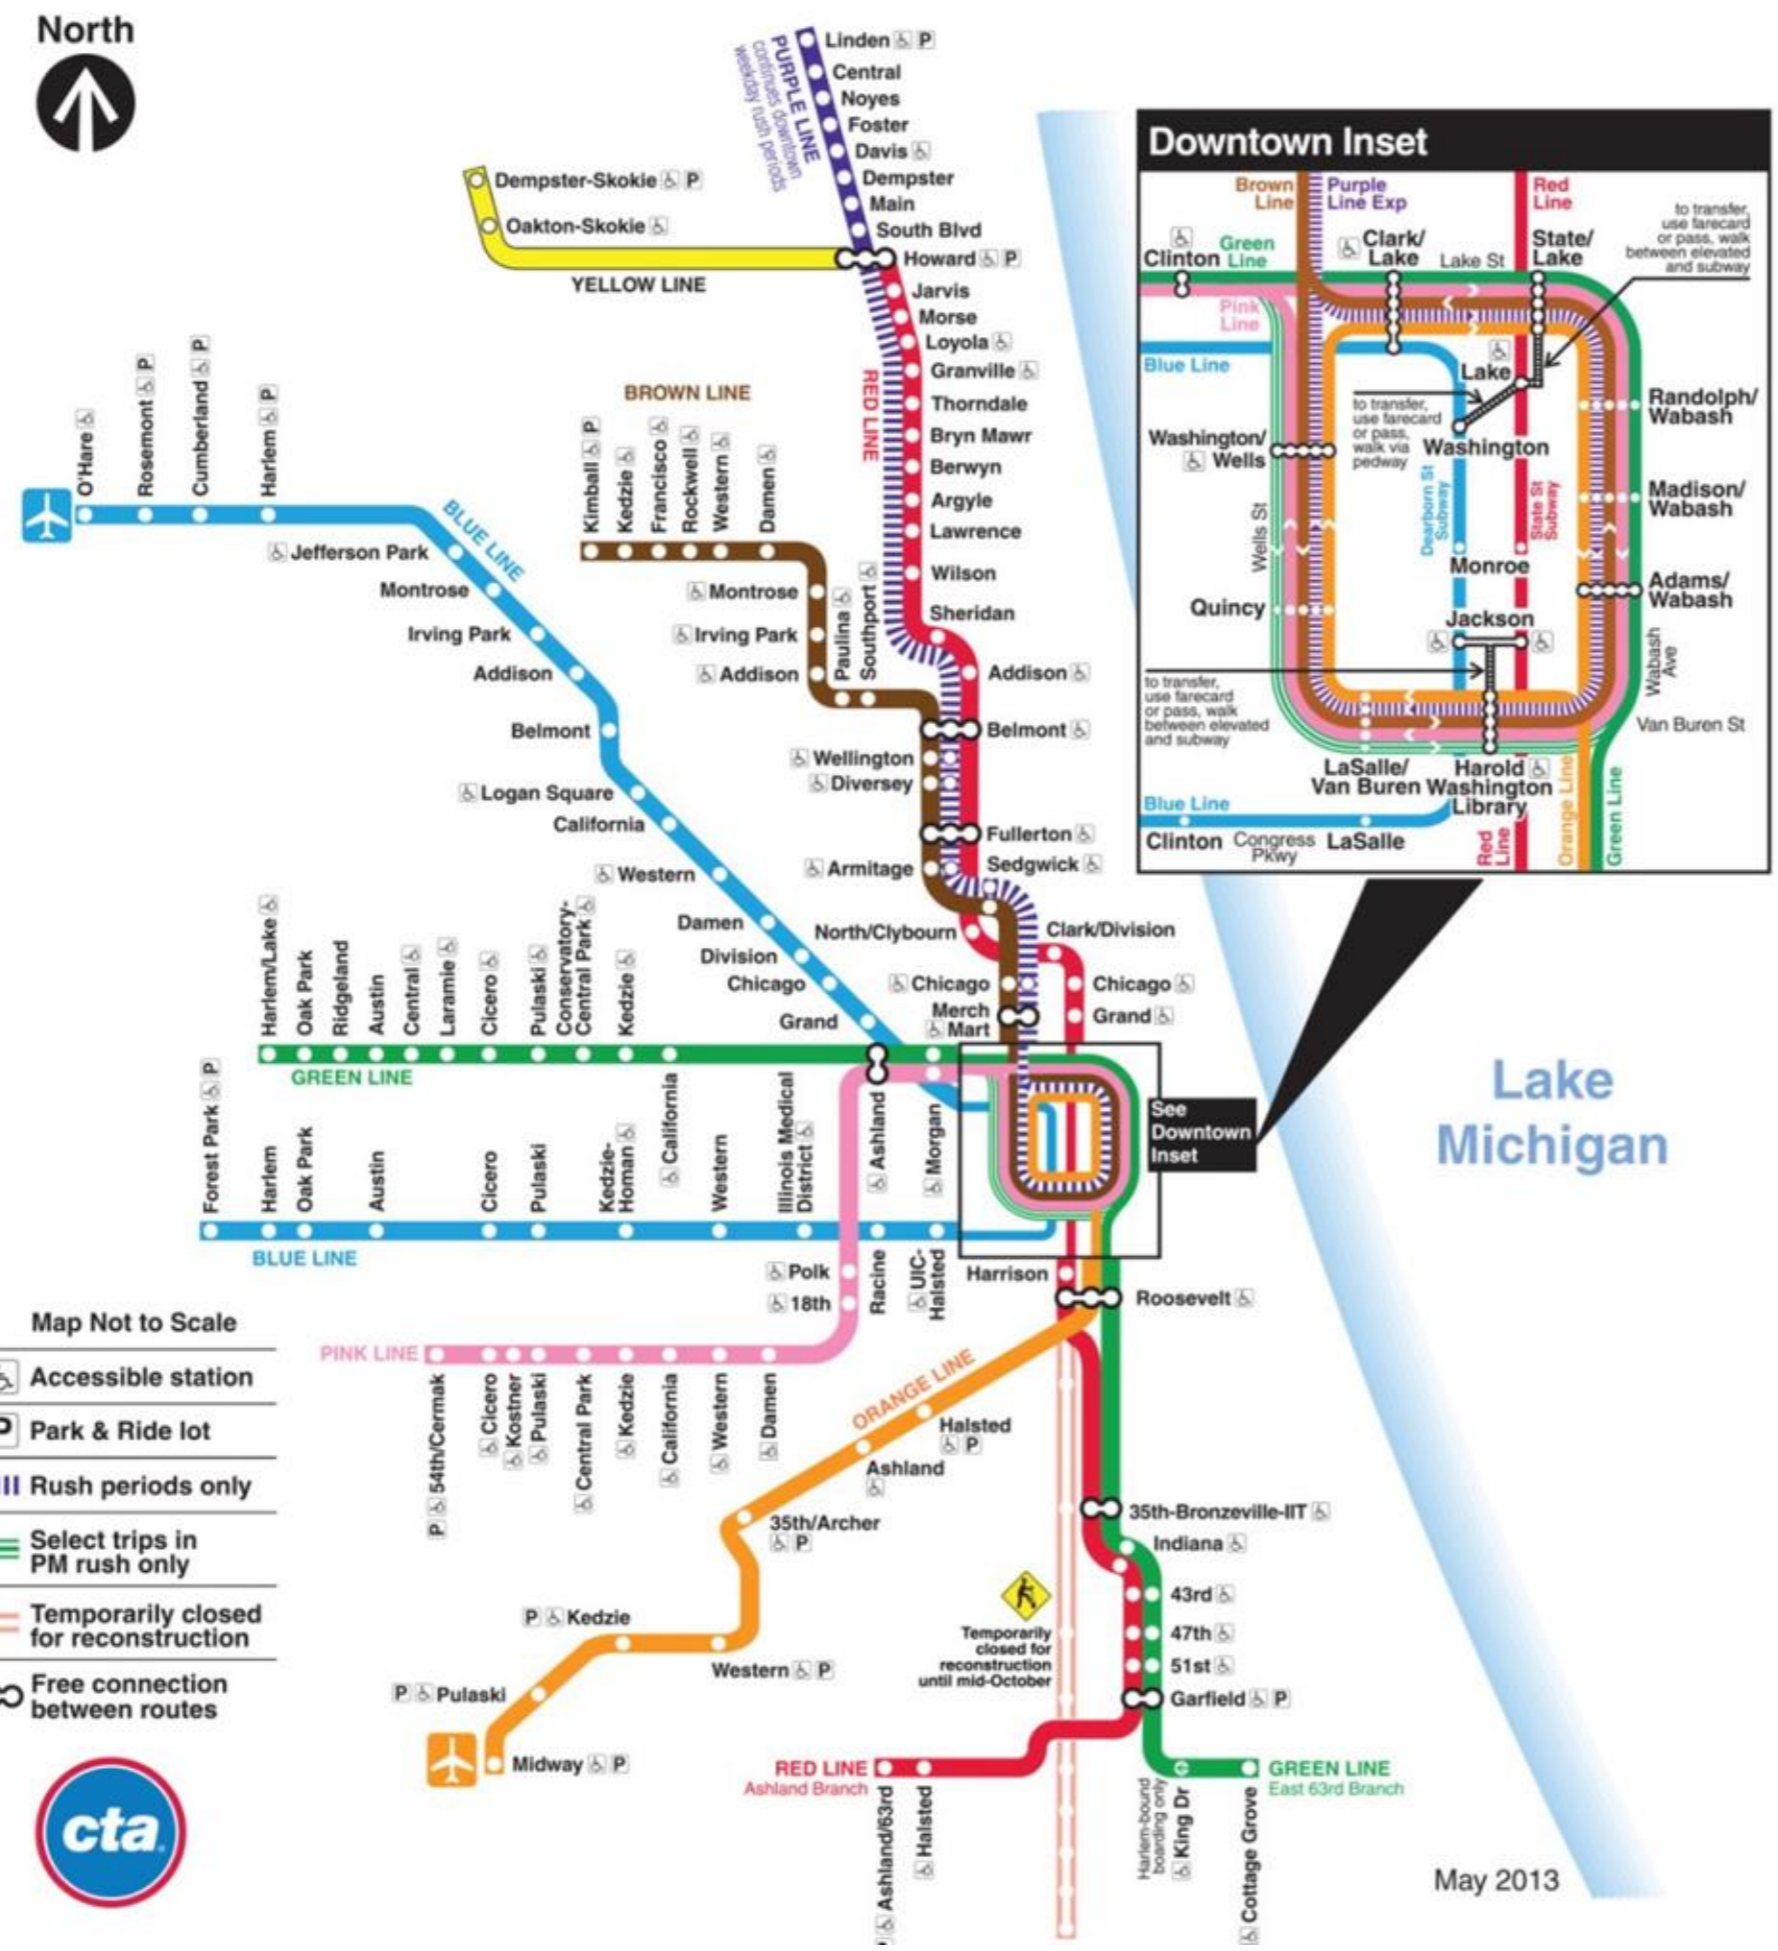 North
PURPLE LINE
continues downtown
weekday rush periods
Linden P
Central
Noyes
Foster
Davis
Dempster
Main
South Blvd
Howard P
Dempster-Skokie P
Oakton-Skokie
YELLOW LINE
Jarvis
Morse
Loyola
Granville
Thorndale
Bryn Mawr
Berwyn
Argyle
Lawrence
Wilson
Sheridan
Addison
Belmont
Fullerton
Sedgwick
RED LINE
BROWN LINE
Kimball P
Kedzie
Francisco
Rockwell
Western
Damen
Montrose
Irving Park
Addison
Paulina
Southport
Wellington
Diversey
Armitage
North/Clybourn
Clark/Division
Chicago
Chicago
Merch
Mart
Grand
O'Hare
Rosemont P
Cumberland P
Harlem P
BLUE LINE
Jefferson Park
Montrose
Irving Park
Addison
Belmont
Logan Square
California
Western
Damen
Division
Chicago
Grand
Harlem/Lake
Oak Park
Ridgeland
Austin
Central
Laramie
Cicero
Pulaski
Conservatory-
Central Park
Kedzie
California
Ashland
Morgan
GREEN LINE
Forest Park P
Harlem
Oak Park
Austin
Cicero
Pulaski
Kedzie-
Homan
Western
Illinois Medical
District
Racine
UIC-
Halsted
BLUE LINE
Polk
18th
PINK LINE
P 54th/Cermak
Cicero
Kostner
Pulaski
Central Park
Kedzie
California
Western
Damen
Harrison
Roosevelt
ORANGE LINE
Halsted
P
Ashland
35th/Archer
P
P Kedzie
Western P
P Pulaski
Midway P
35th-Bronzeville-IIT
Indiana
43rd
47th
51st
Garfield P
Temporarily
closed for
reconstruction
until mid-October
RED LINE
Ashland Branch
Ashland/63rd
Halsted
GREEN LINE
East 63rd Branch
Harlem-bound
boarding only
King Dr
Cottage Grove
Downtown Inset
Brown
Line
Purple
Line Exp
Red
Line
to transfer,
use farecard
or pass, walk
between elevated
and subway
Clinton
Green
Line
Clark/
Lake
Lake St
State/
Lake
Pink
Line
Blue Line
Lake
to transfer,
use farecard
or pass,
walk via
pedway
Washington
Randolph/
Wabash
Washington/
Wells
Dearborn St
Subway
State St
Subway
Madison/
Wabash
Wells St
Monroe
Adams/
Wabash
Quincy
Jackson
Wabash
Ave
to transfer,
use farecard
or pass, walk
between elevated
and subway
Van Buren St
LaSalle/
Van Buren
Harold
Washington
Library
Blue Line
Clinton
Congress
Pkwy
LaSalle
Red
Line
Orange Line
Green Line
See
Downtown
Inset
Lake
Michigan
Map Not to Scale
Accessible station
P Park & Ride lot
Rush periods only
Select trips in
PM rush only
Temporarily closed
for reconstruction
Free connection
between routes
cta
May 2013